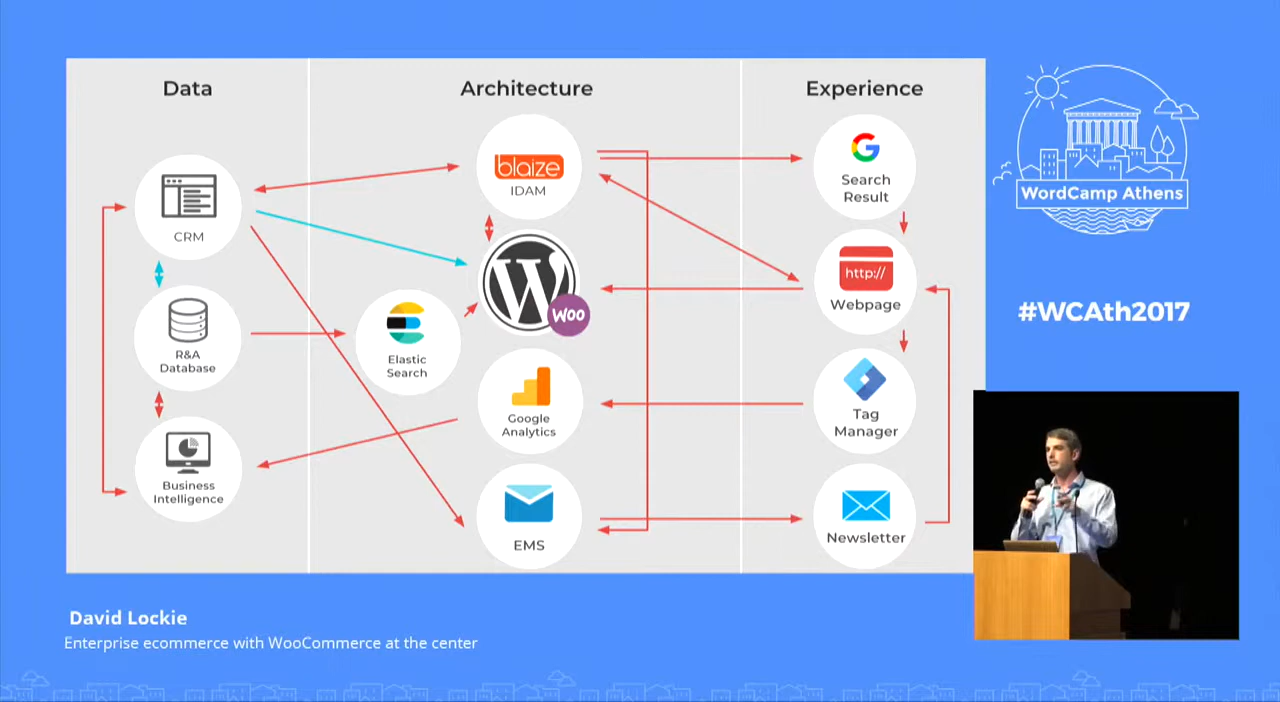 Data
Architecture
Experience
CRM
R&A
Database
Business
Intelligence
blaize
IDAM
Woo
Elastic
Search
Google
Analytics
EMS
Search
Result
http://
Webpage
Tag
Manager
Newsletter
WordCamp Athens
#WCAth2017
David Lockie
Enterprise ecommerce with WooCommerce at the center